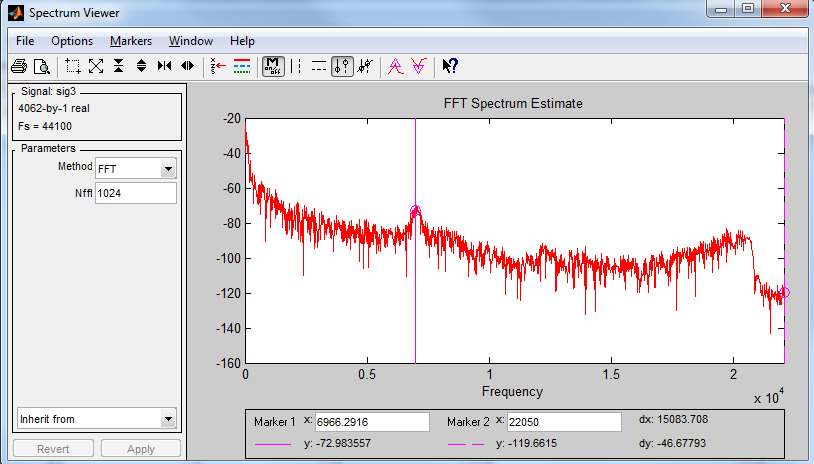 Spectrum Viewer
File Options Markers Window Help
M
on/off
Signal: sig3
4062-by-1 real
Fs = 44100
Parameters
Method FFT
Nfft 1024
Inherit from
Revert Apply
FFT Spectrum Estimate
-20
-40
-60
-80
-100
-120
-140
-160
0 0.5 1 1.5 2
x 10^4
Frequency
Marker 1 x: 6966.2916 Marker 2 x: 22050 dx: 15083.708
y: -72.983557 y: -119.6615 dy: -46.67793